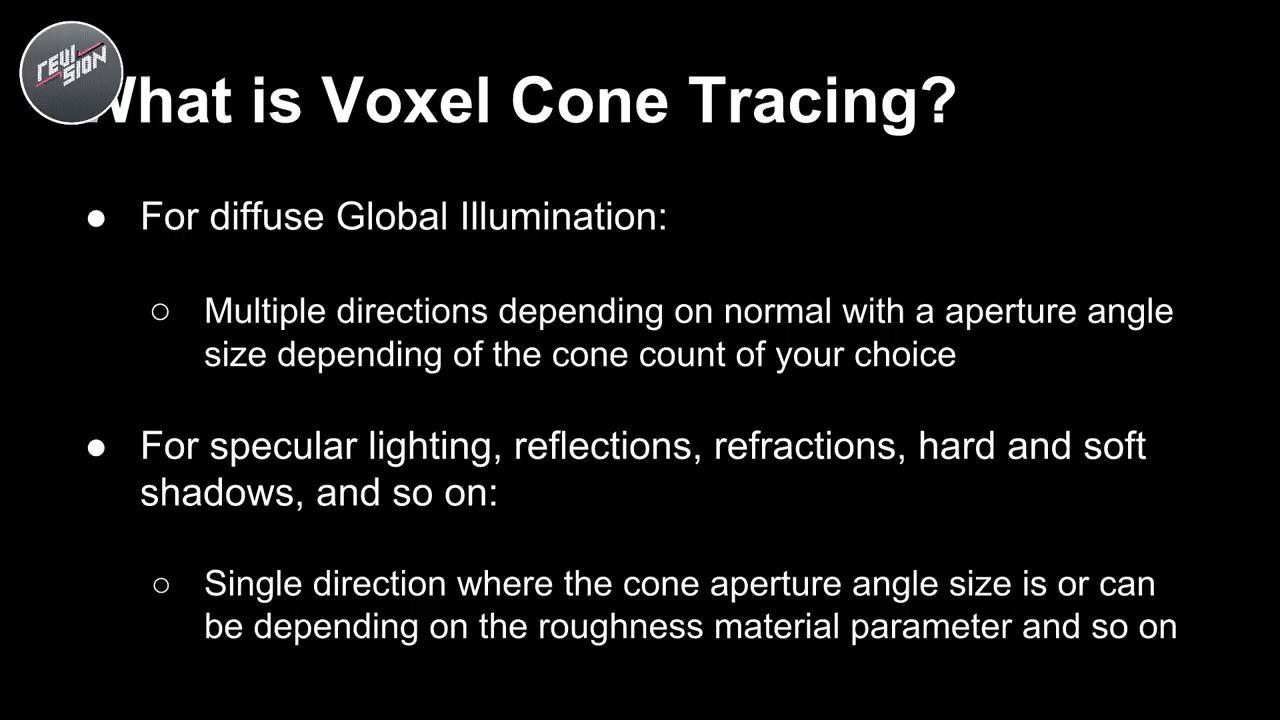 REVISION
What is Voxel Cone Tracing?
● For diffuse Global Illumination:
○ Multiple directions depending on normal with a aperture angle
size depending of the cone count of your choice
● For specular lighting, reflections, refractions, hard and soft
shadows, and so on:
○ Single direction where the cone aperture angle size is or can
be depending on the roughness material parameter and so on